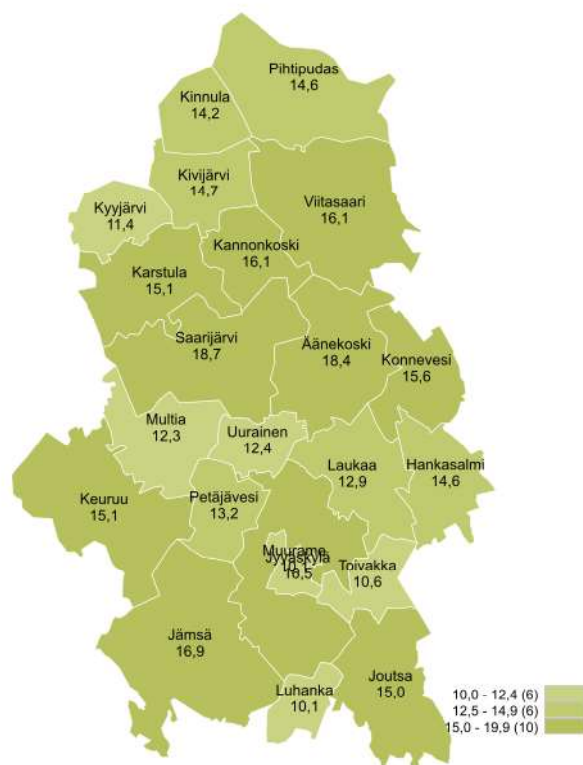 Pihtipudas
14,6
Kinnula
14,2
Kivijärvi
14,7
Viitasaari
16,1
Kyyjärvi
11,4
Kannonkoski
16,1
Karstula
15,1
Saarijärvi
18,7
Äänekoski
18,4
Konnevesi
15,6
Multia
12,3
Uurainen
12,4
Laukaa
12,9
Hankasalmi
14,6
Keuruu
15,1
Petäjävesi
13,2
Muurame
Jyväskylä
16,5
Toivakka
10,6
Jämsä
16,9
Joutsa
15,0
Luhanka
10,1
10,0 - 12,4 (6)
12,5 - 14,9 (6)
15,0 - 19,9 (10)